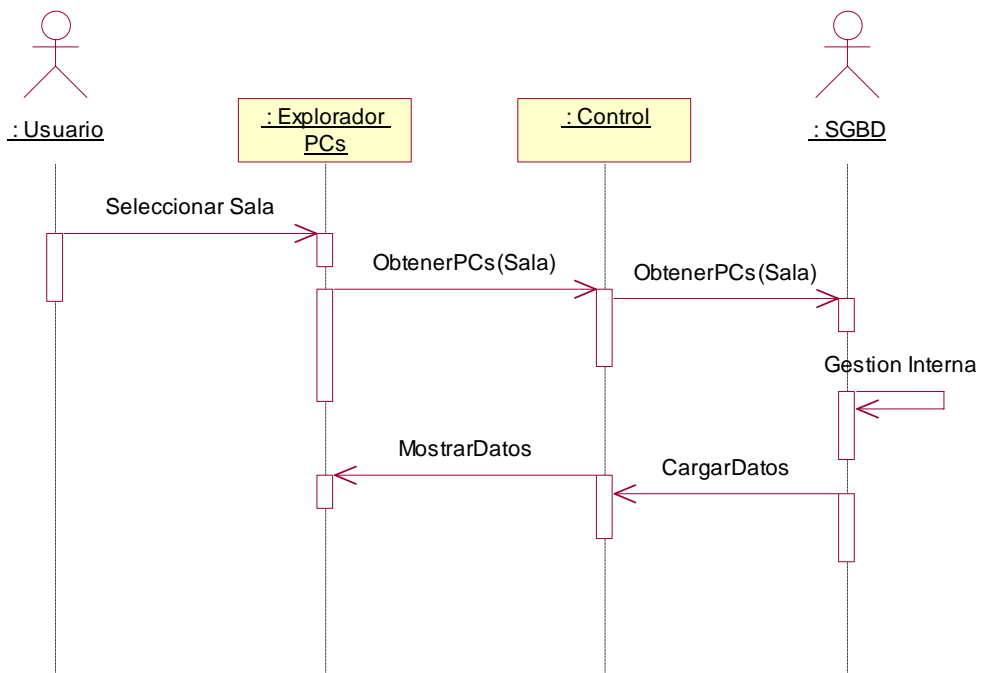 : Usuario
: Explorador
PCs
: Control
: SGBD
Seleccionar Sala
ObtenerPCs(Sala)
ObtenerPCs(Sala)
Gestion Interna
MostrarDatos
CargarDatos